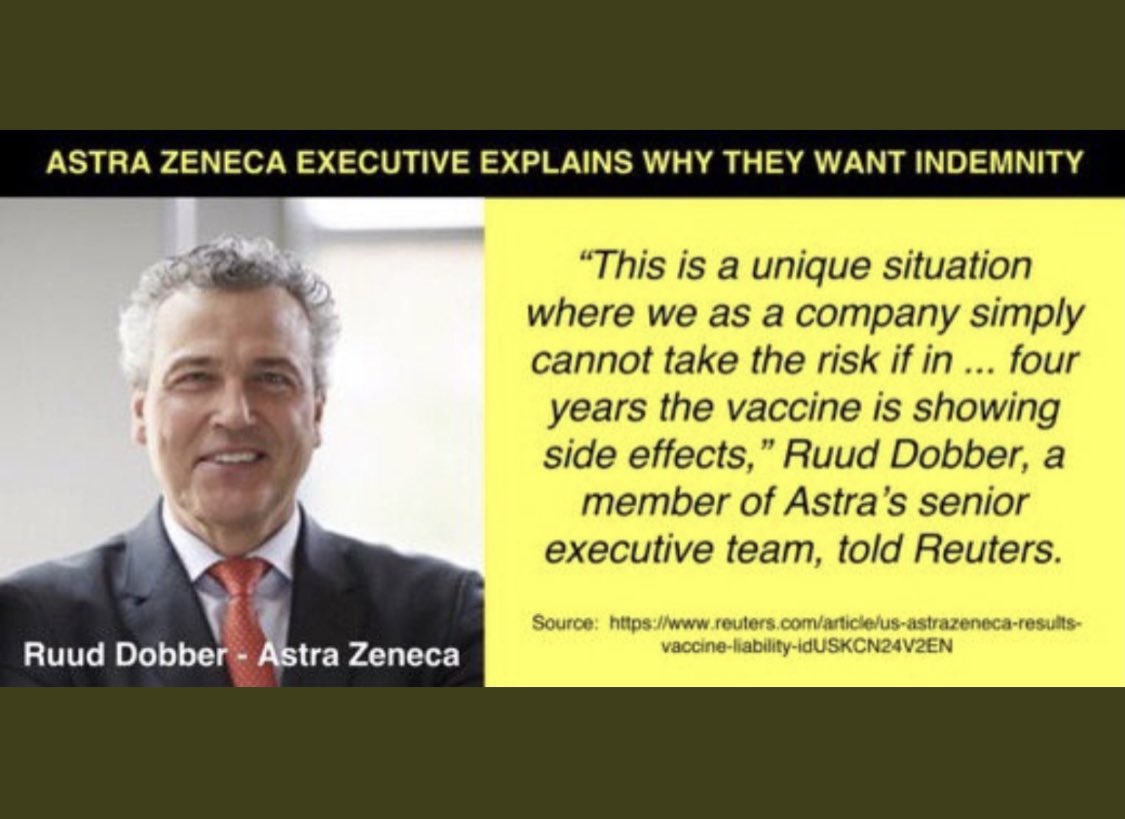 ASTRA ZENECA EXECUTIVE EXPLAINS WHY THEY WANT INDEMNITY
“This is a unique situation
where we as a company simply
cannot take the risk if in ... four
years the vaccine is showing
side effects,” Ruud Dobber, a
member of Astra’s senior
executive team, told Reuters.
Source: https://www.reuters.com/article/us-astrazeneca-results-
vaccine-liability-idUSKCN24V2EN
Ruud Dobber - Astra Zeneca